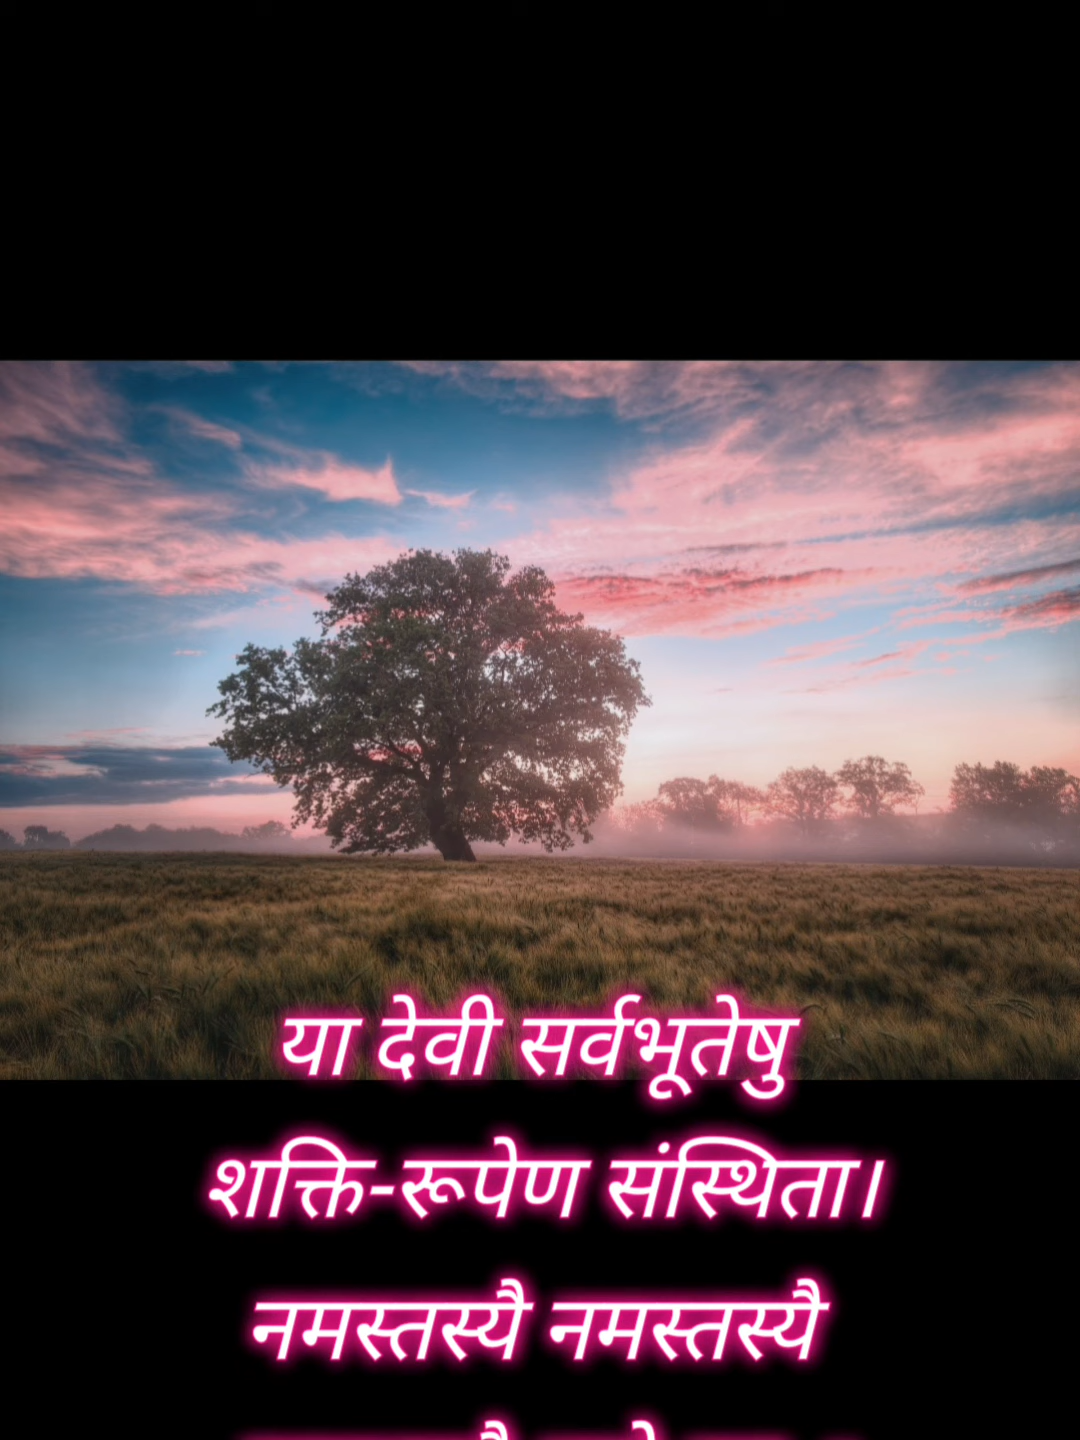 या देवी सर्वभूतेषु
शक्ति-रूपेण संस्थिता।
नमस्तस्यै नमस्तस्यै